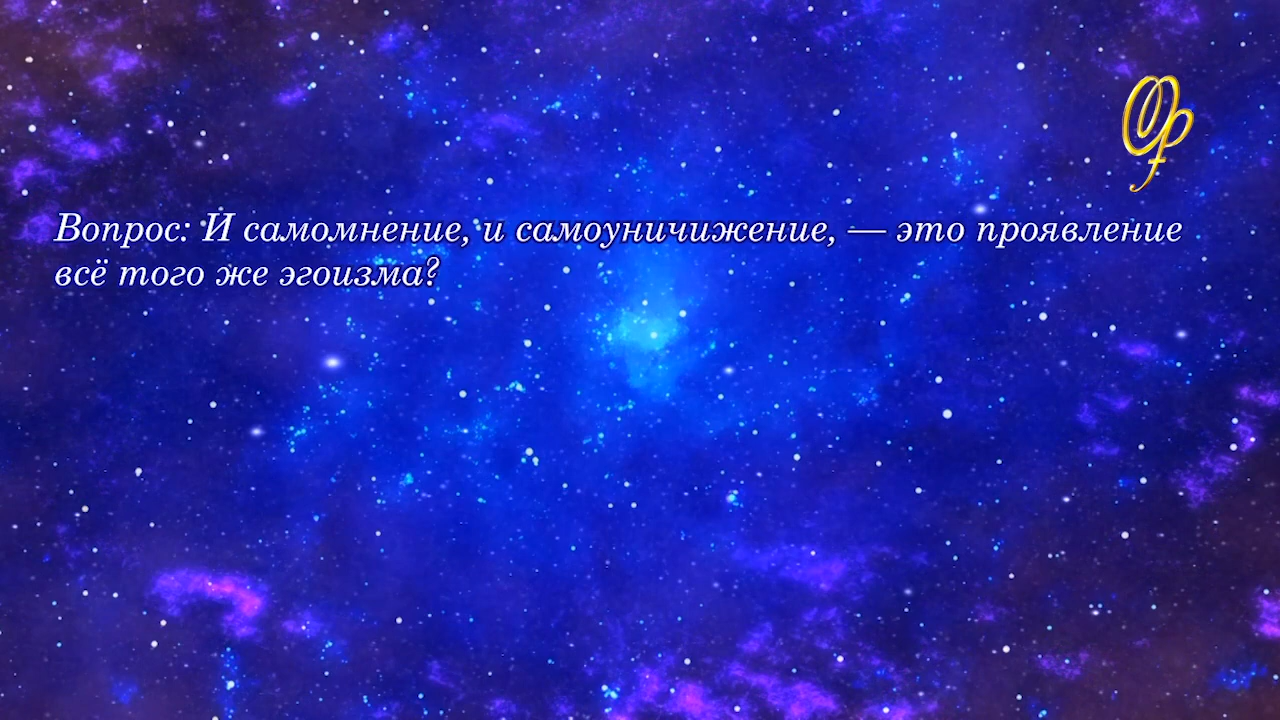 Вопрос: И самомнение, и самоуничижение, — это проявление
всё того же эгоизма?